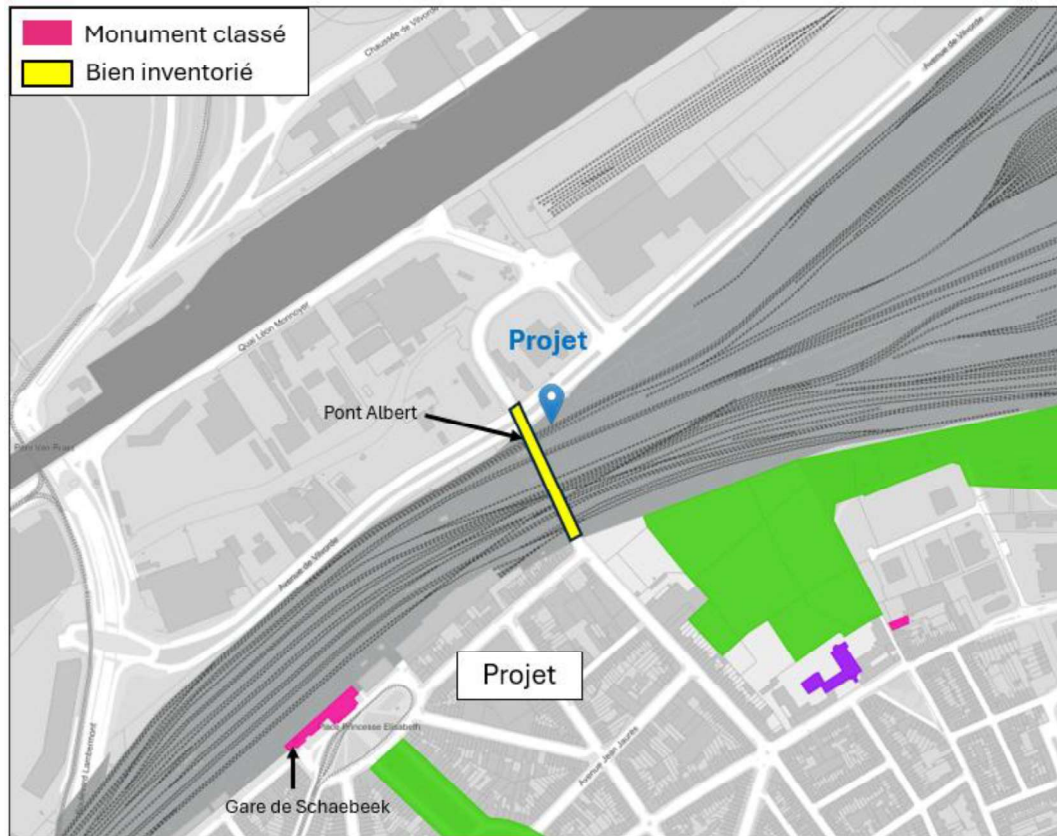 Monument classé
Bien inventorié
Chaussée de Vilvorde
Avenue de Vilvorde
Quai Léon Monnoyer
Projet
Pont Albert
Avenue de Vilvorde
Projet
Place Princesse Elisabeth
Avenue Jean Jaurès
Gare de Schaebeek